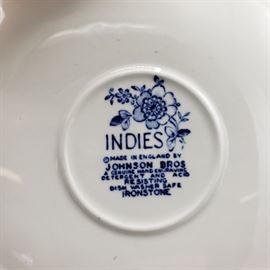 INDIES
©MADE IN ENGLAND BY
JOHNSON BROS
A GENUINE HAND ENGRAVING
DETERGENT AND ACID
RESISTING
DISH WASHER SAFE
IRONSTONE